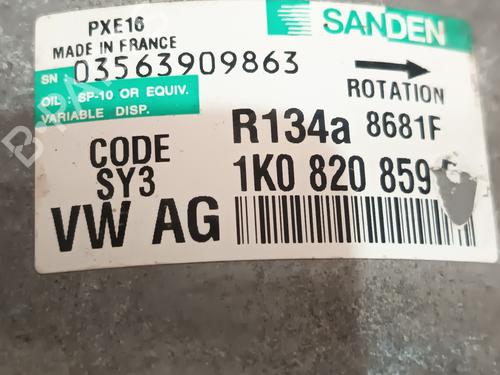 PXE16
MADE IN FRANCE
SANDEN
SN : 03563909863
ROTATION
OIL : SP-10 OR EQUIV.
VARIABLE DISP.
R134a 8681F
CODE
SY3
1K0 820 859
VW AG